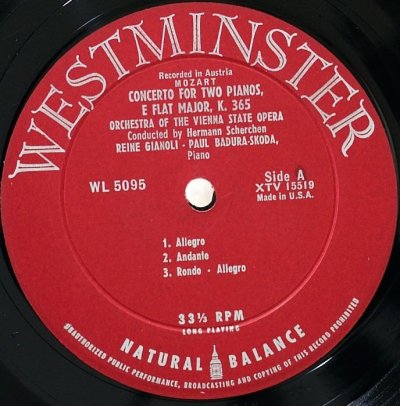 WESTMINSTER
Recorded in Austria
MOZART
CONCERTO FOR TWO PIANOS,
E FLAT MAJOR, K. 365
ORCHESTRA OF THE VIENNA STATE OPERA
Conducted by Hermann Scherchen
REINE GIANOLI - PAUL BADURA-SKODA,
Piano
WL 5095
Side A
XTV 15519
Made in U.S.A.
1. Allegro
2. Andante
3. Rondo - Allegro
33⅓ RPM
LONG PLAYING
NATURAL BALANCE
UNAUTHORIZED PUBLIC PERFORMANCE, BROADCASTING AND COPYING OF THIS RECORD PROHIBITED